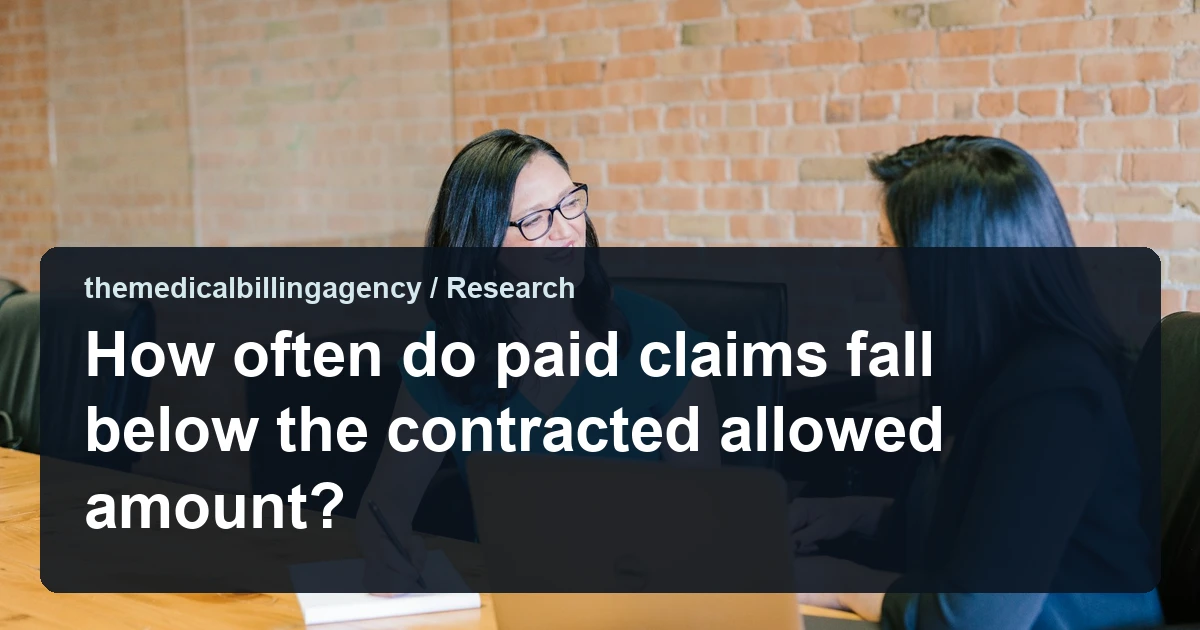 themedicalbillingagency / Research
How often do paid claims fall
below the contracted allowed
amount?